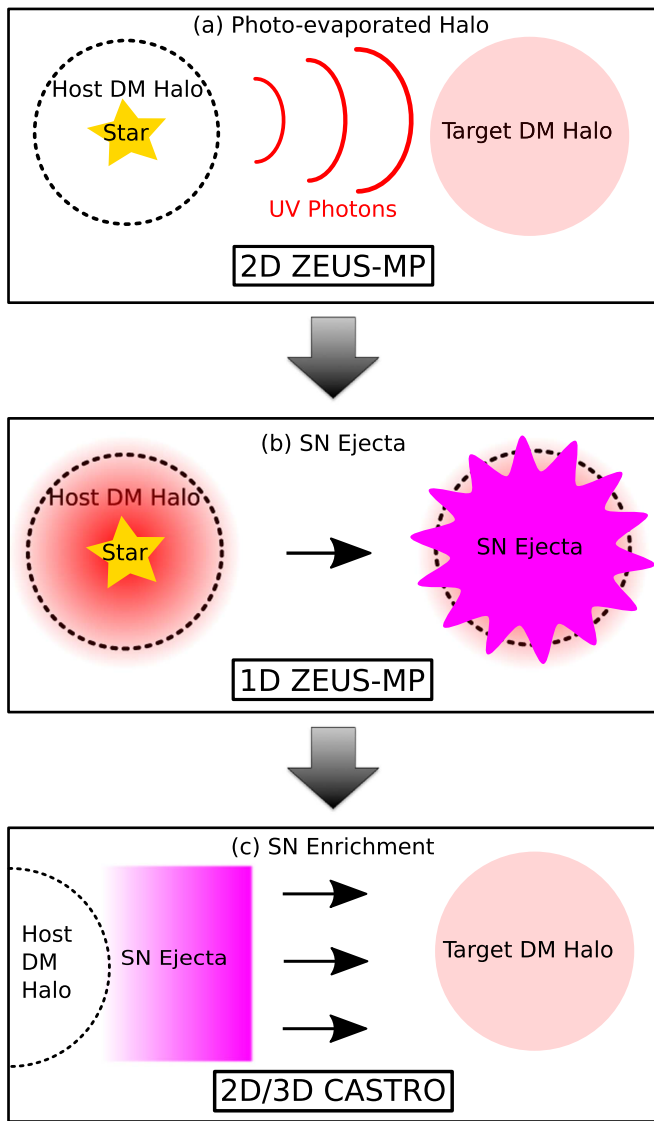 (a) Photo-evaporated Halo
Host DM Halo
Star
Target DM Halo
UV Photons
2D ZEUS-MP
(b) SN Ejecta
Host DM Halo
Star
SN Ejecta
1D ZEUS-MP
(c) SN Enrichment
Host
DM
Halo
SN Ejecta
Target DM Halo
2D/3D CASTRO